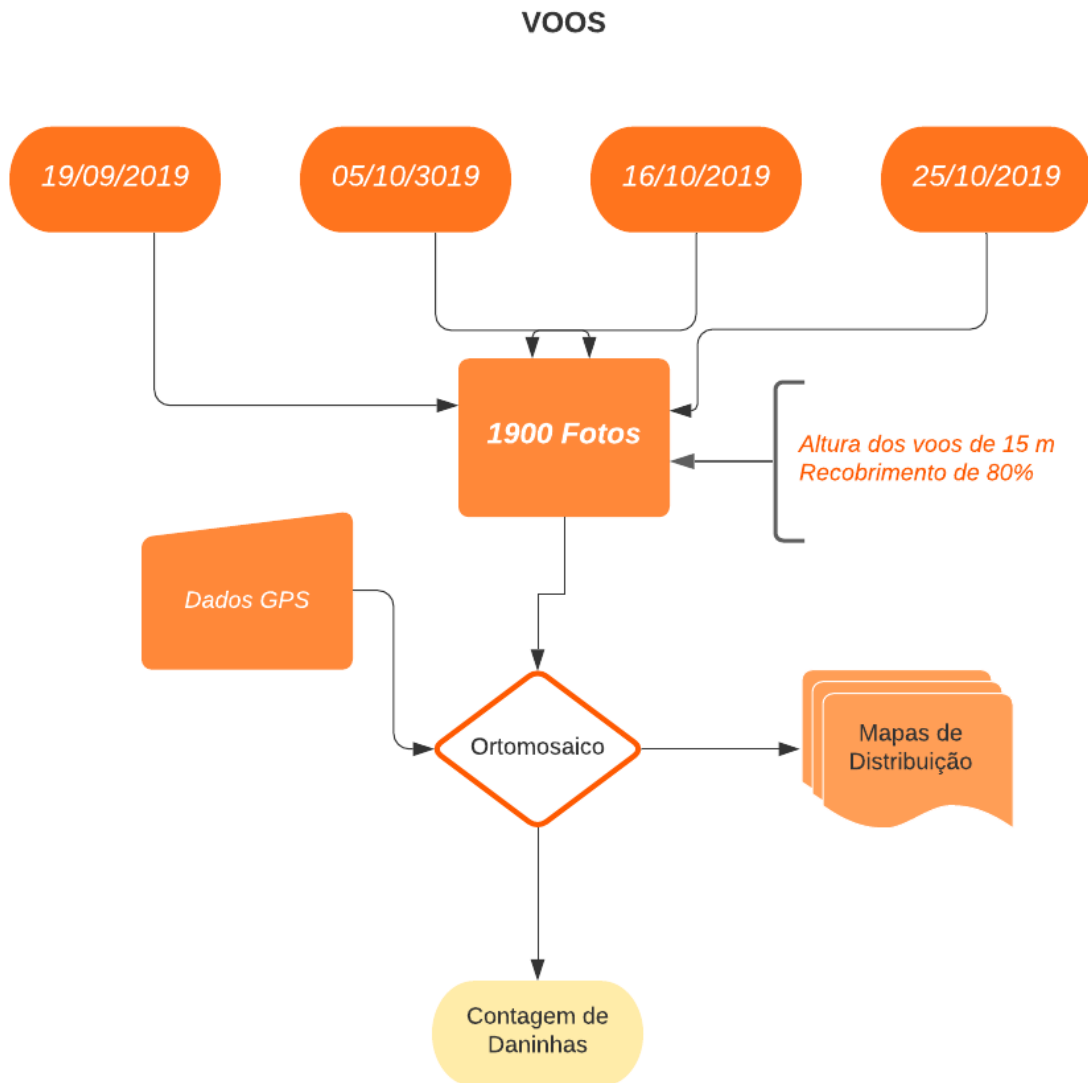 VOOS
19/09/2019
05/10/3019
16/10/2019
25/10/2019
1900 Fotos
Altura dos voos de 15 m
Recobrimento de 80%
Dados GPS
Ortomosaico
Mapas de
Distribuição
Contagem de
Daninhas